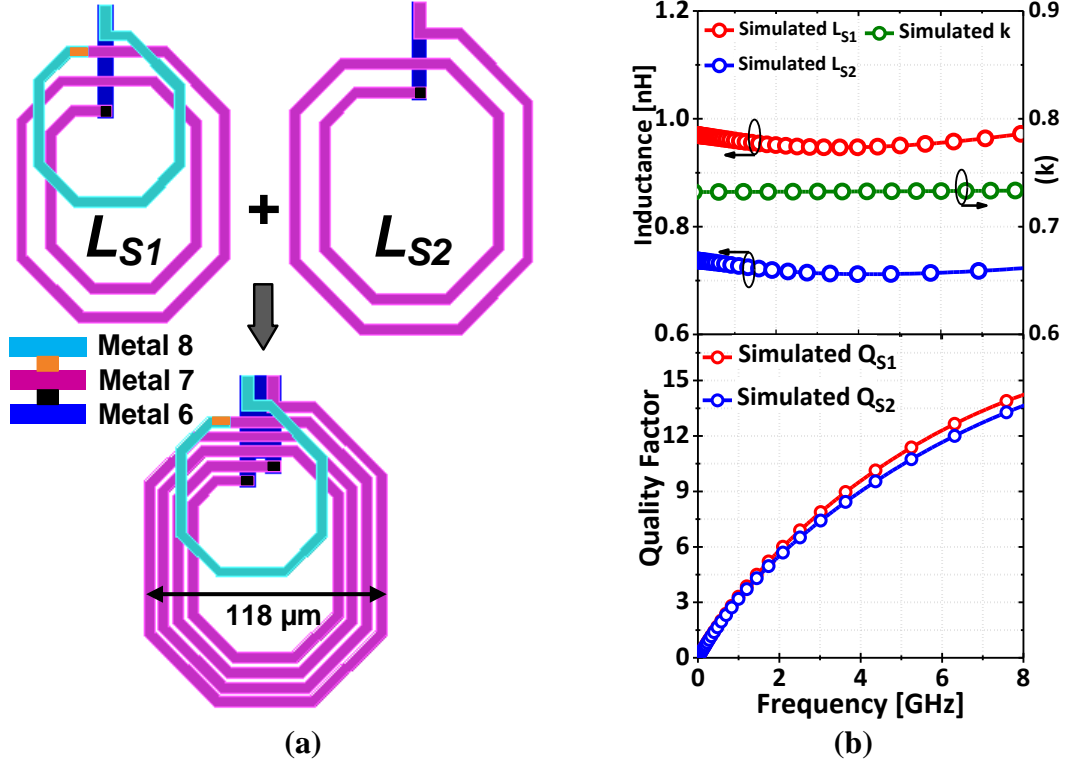 L_S1
+
L_S2
Metal 8
Metal 7
Metal 6
118 µm
(a)
Simulated L_S1
Simulated k
Simulated L_S2
Inductance [nH]
1.2
1.0
0.8
0.6
0.9
0.8
0.7
0.6
(k)
Simulated Q_S1
Simulated Q_S2
Quality Factor
15
12
9
6
3
0
0 2 4 6 8
Frequency [GHz]
(b)